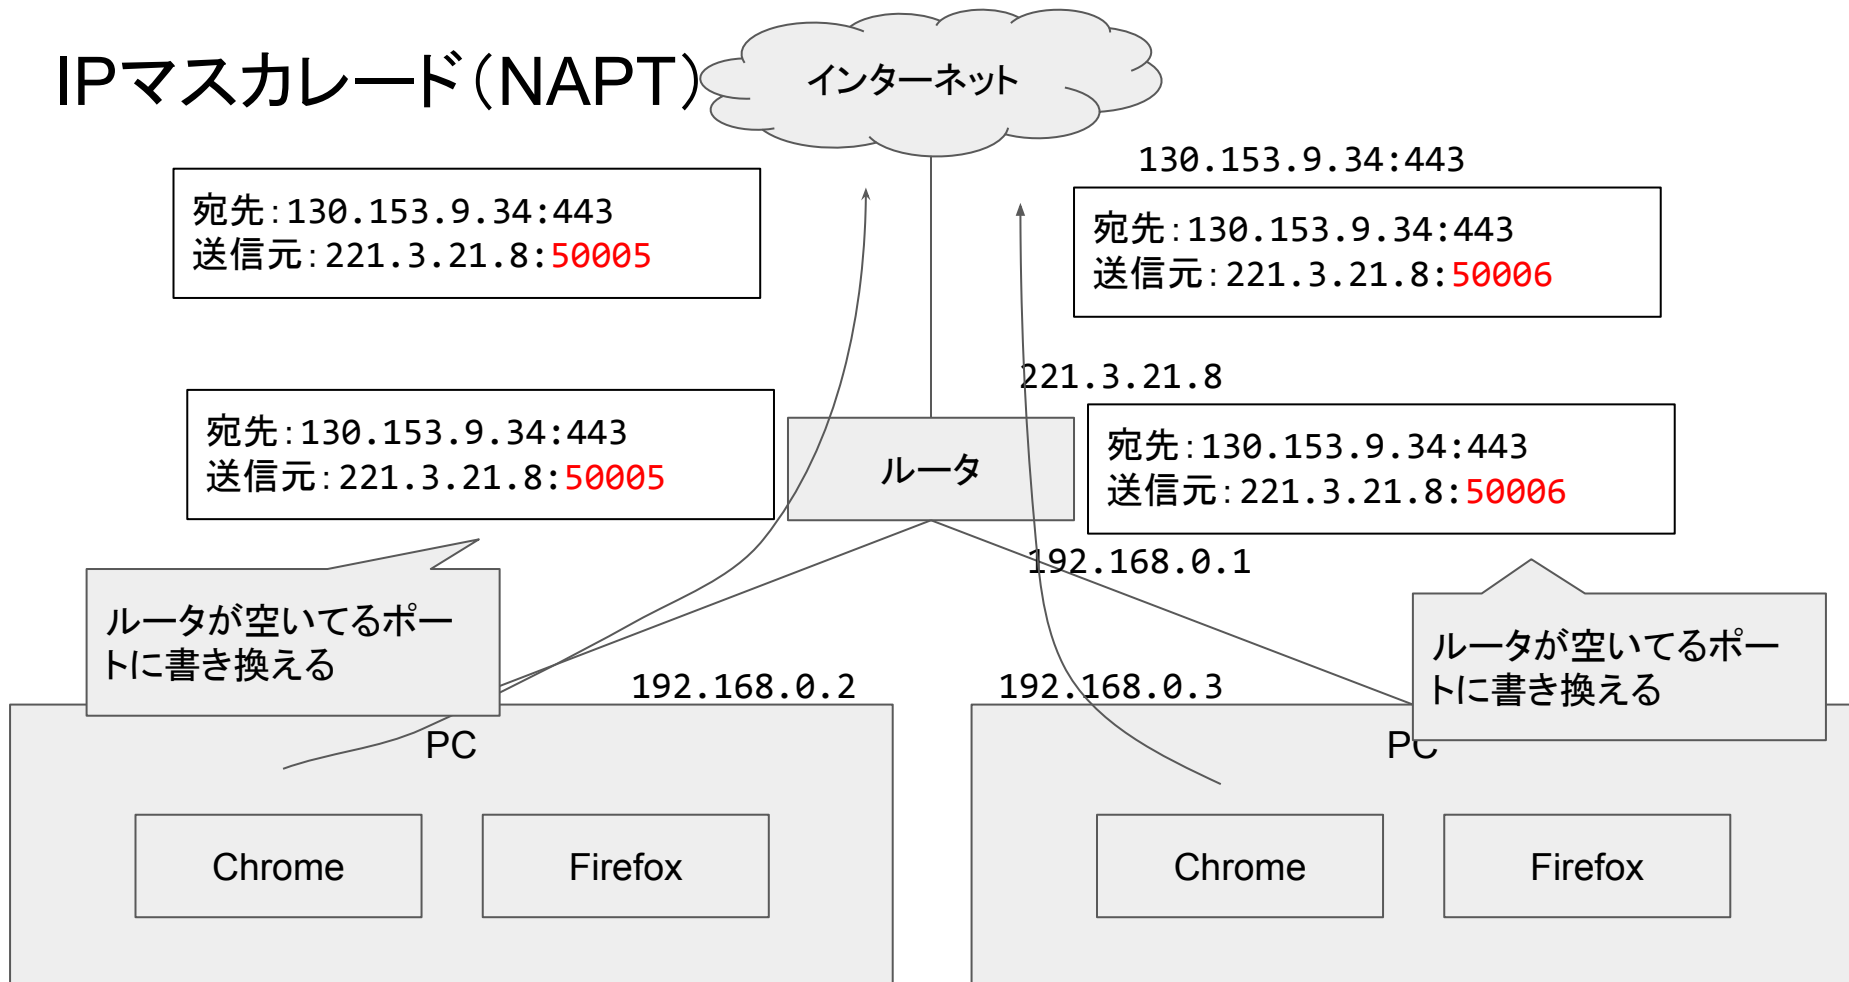 IPマスカレード（NAPT）
インターネット
130.153.9.34:443
宛先：130.153.9.34:443
送信元：221.3.21.8:50005
宛先：130.153.9.34:443
送信元：221.3.21.8:50006
221.3.21.8
宛先：130.153.9.34:443
送信元：221.3.21.8:50005
ルータ
宛先：130.153.9.34:443
送信元：221.3.21.8:50006
192.168.0.1
ルータが空いてるポー
トに書き換える
ルータが空いてるポー
トに書き換える
192.168.0.2
192.168.0.3
PC
PC
Chrome
Firefox
Chrome
Firefox